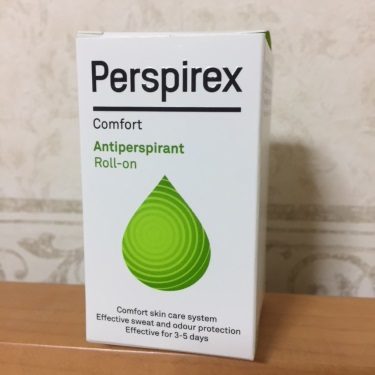 Perspirex
Comfort
Antiperspirant
Roll-on
Comfort skin care system
Effective sweat and odour protection
Effective for 3-5 days